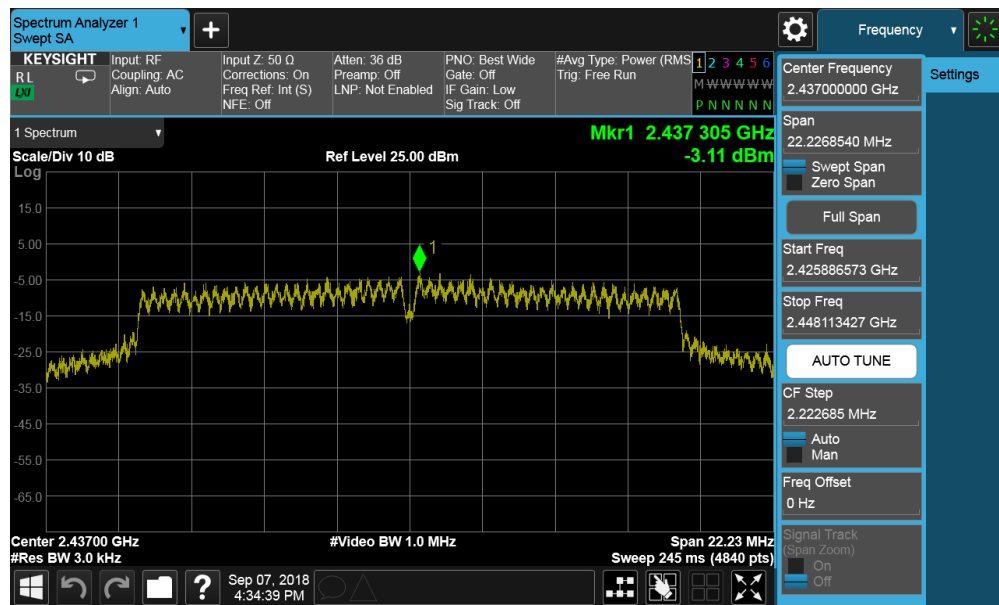 Spectrum Analyzer 1
Swept SA
+
Frequency
KEYSIGHT
R L
LXI
Input: RF
Coupling: AC
Align: Auto
Input Z: 50 Ω
Corrections: On
Freq Ref: Int (S)
NFE: Off
Atten: 36 dB
Preamp: Off
LNP: Not Enabled
PNO: Best Wide
Gate: Off
IF Gain: Low
Sig Track: Off
#Avg Type: Power (RMS
Trig: Free Run
1 2 3 4 5 6
M W W W W W
P N N N N N
1 Spectrum
Mkr1 2.437 305 GHz
-3.11 dBm
Scale/Div 10 dB
Ref Level 25.00 dBm
Log
15.0
5.00
-5.00
-15.0
-25.0
-35.0
-45.0
-55.0
-65.0
1
Center 2.43700 GHz
#Video BW 1.0 MHz
Span 22.23 MHz
#Res BW 3.0 kHz
Sweep 245 ms (4840 pts)
?
Sep 07, 2018
4:34:39 PM
Center Frequency
2.437000000 GHz
Settings
Span
22.2268540 MHz
Swept Span
Zero Span
Full Span
Start Freq
2.425886573 GHz
Stop Freq
2.448113427 GHz
AUTO TUNE
CF Step
2.222685 MHz
Auto
Man
Freq Offset
0 Hz
Signal Track
(Span Zoom)
On
Off